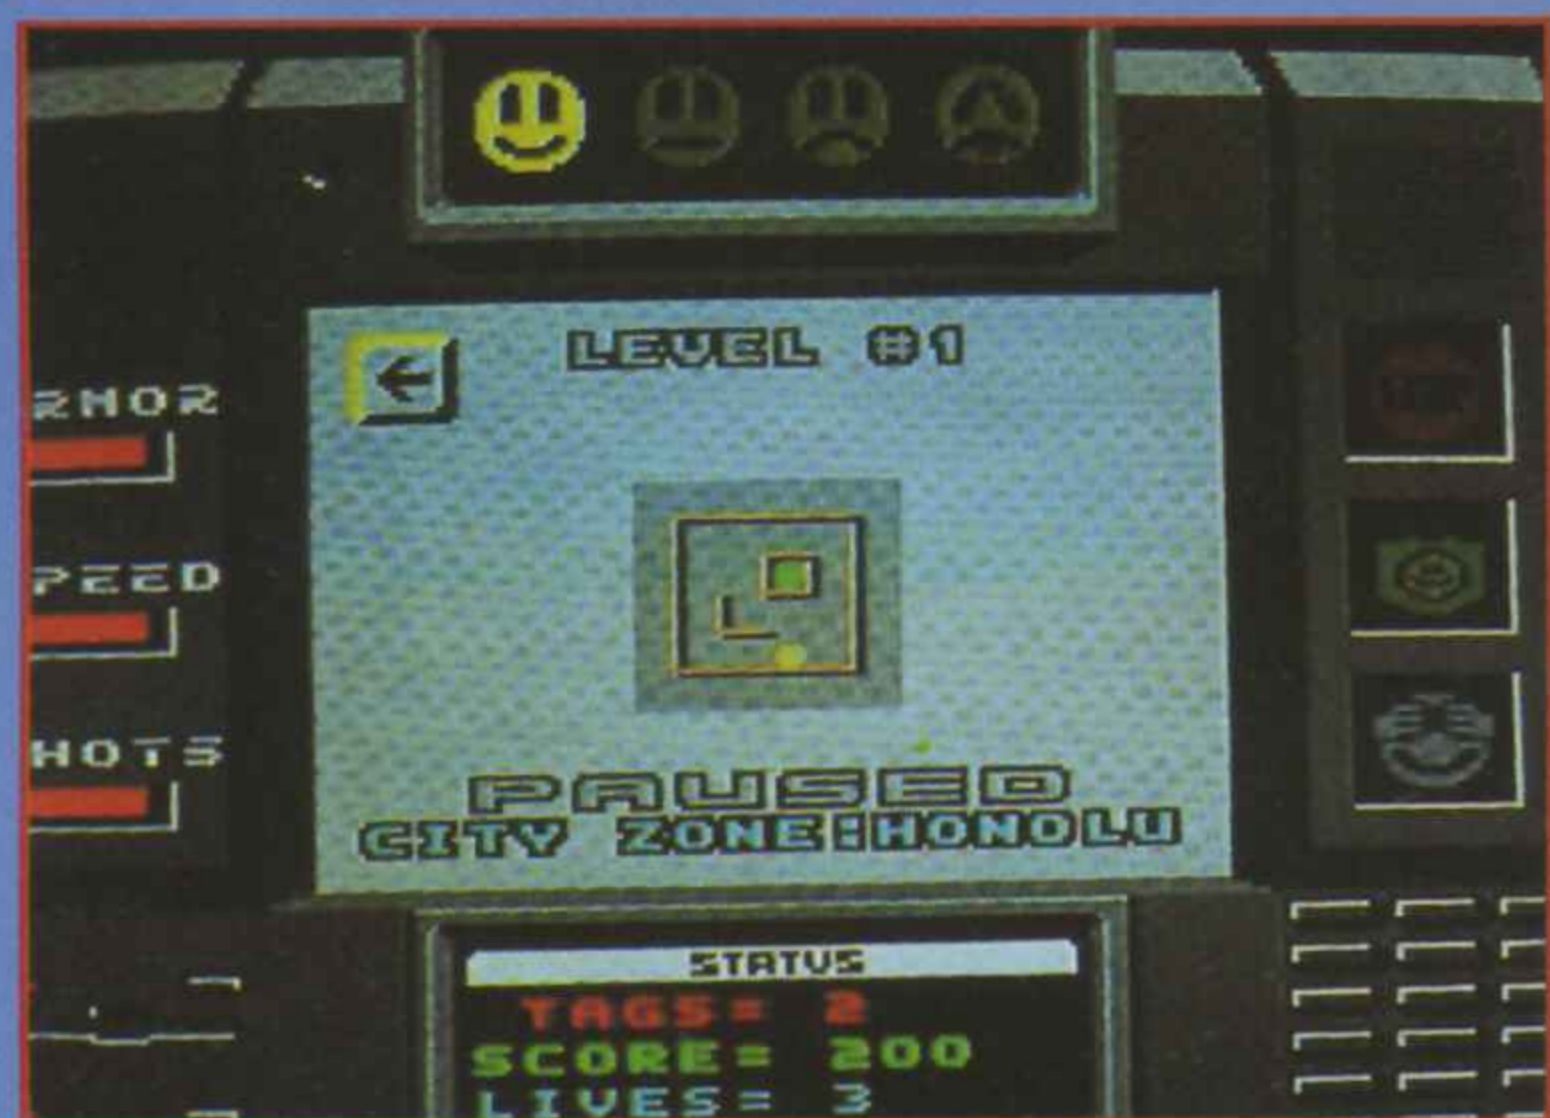 LEVEL #1
RMOR
PEED
HOTS
PAUSED
CITY ZONE:HONOLU
STATUS
TAGS= 2
SCORE= 200
LIVES= 3